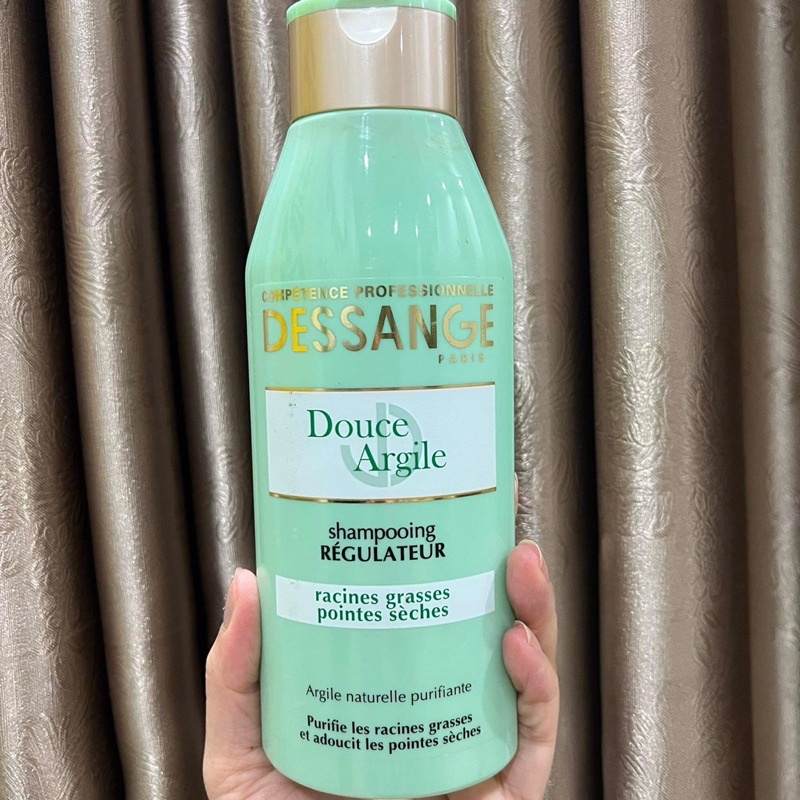 COMPÉTENCE PROFESSIONNELLE
DESSANGE
PARIS
Douce
Argile
shampooing
RÉGULATEUR
racines grasses
pointes sèches
Argile naturelle purifiante
Purifie les racines grasses
et adoucit les pointes sèches